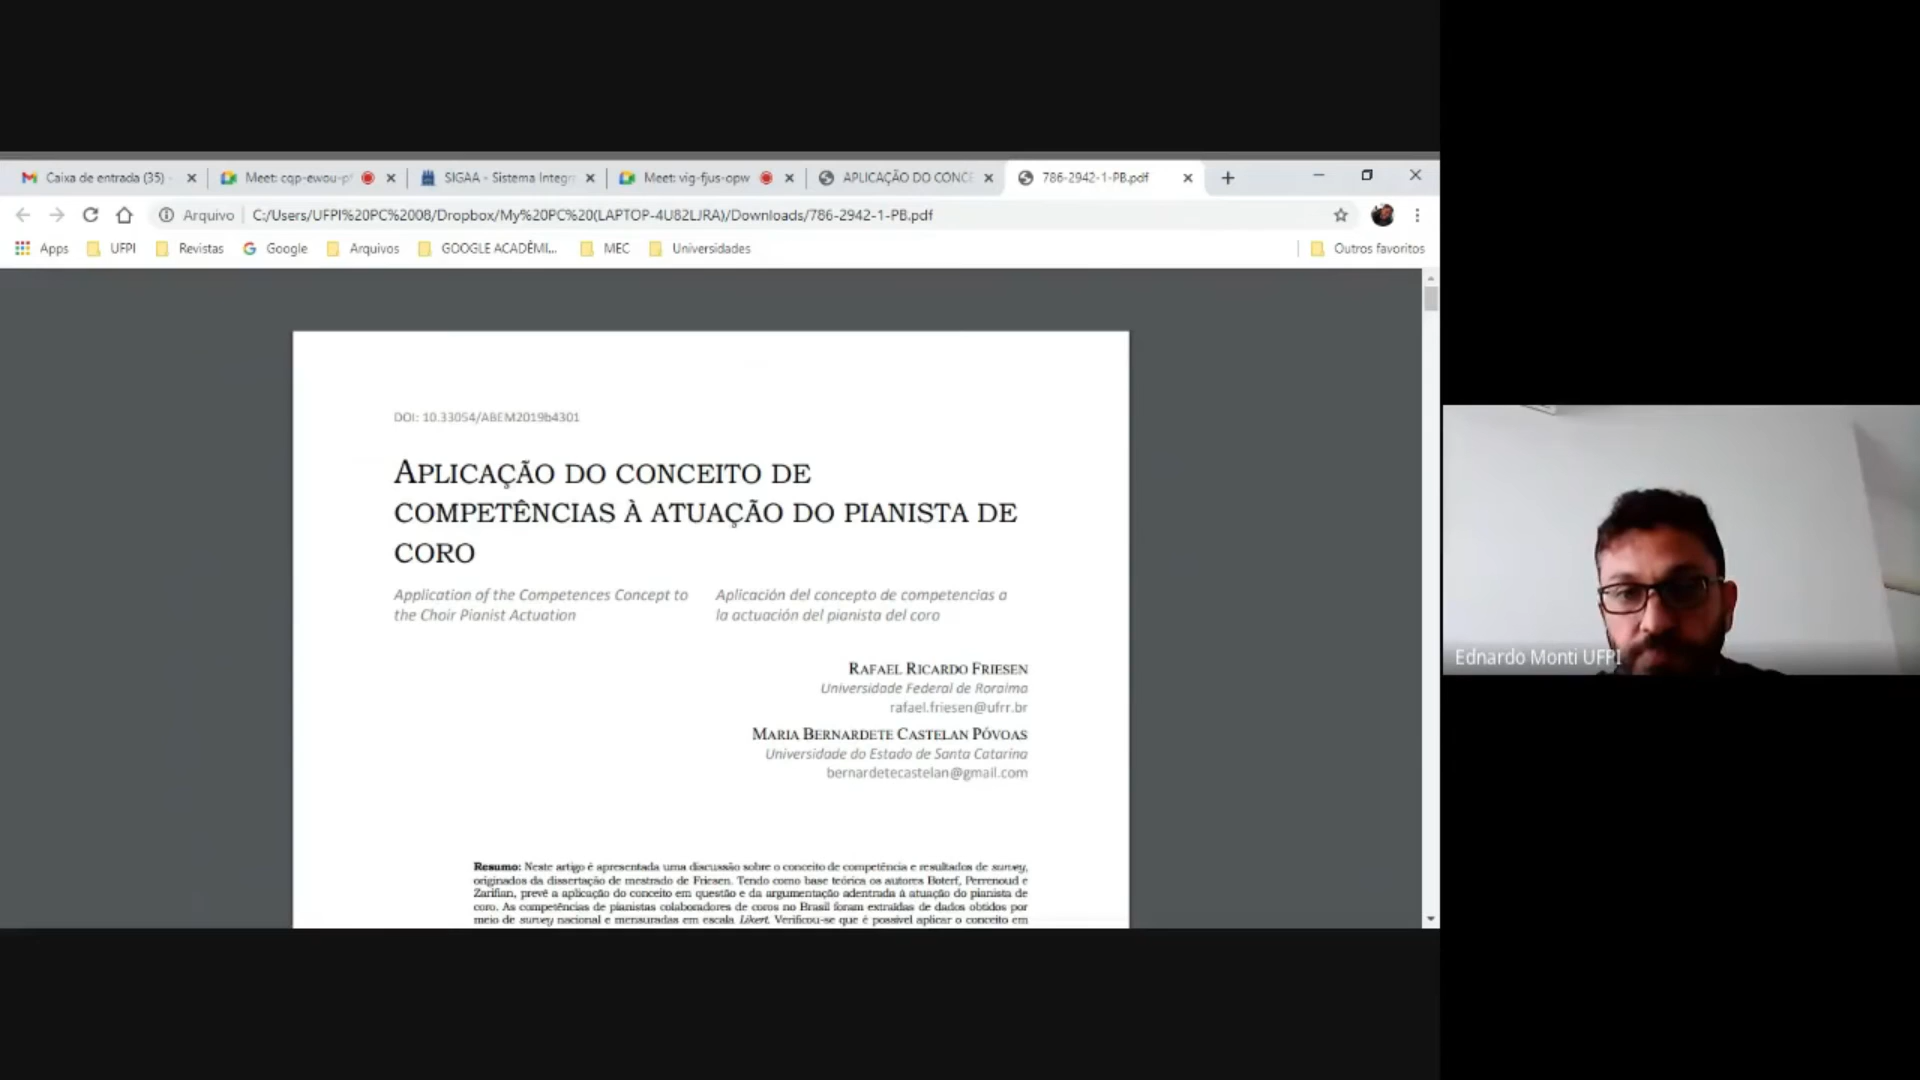 Caixa de entrada (35)
Meet: cqp-ewou-p
SIGAA - Sistema Integr
Meet: vig-fjus-opw
APLICAÇÃO DO CONCE
786-2942-1-PB.pdf
Arquivo
C:/Users/UFPI%20PC%2008/Dropbox/My%20PC%20(LAPTOP-4U82LJRA)/Downloads/786-2942-1-PB.pdf
Apps UFPI Revistas Google Arquivos GOOGLE ACADÊMI... MEC Universidades Outros favoritos
DOI: 10.33054/ABEM2019b4301
APLICAÇÃO DO CONCEITO DE
COMPETÊNCIAS À ATUAÇÃO DO PIANISTA DE
CORO
Application of the Competences Concept to
the Choir Pianist Actuation
Aplicación del concepto de competencias a
la actuación del pianista del coro
RAFAEL RICARDO FRIESEN
Universidade Federal de Roraima
rafael.friesen@ufrr.br
MARIA BERNARDETE CASTELAN PÓVOAS
Universidade do Estado de Santa Catarina
bernardetecastelan@gmail.com
Resumo: Neste artigo é apresentada uma discussão sobre o conceito de competência e resultados de survey,
originados da dissertação de mestrado de Friesen. Tendo como base teórica os autores Boterf, Perrenoud e
Zarifian, prevê a aplicação do conceito em questão e da argumentação adentrada à atuação do pianista de
coro. As competências de pianistas colaboradores de coros no Brasil foram extraídas de dados obtidos por
meio de survey nacional e mensuradas em escala Likert. Verificou-se que é possível aplicar o conceito em
Ednardo Monti UFPI